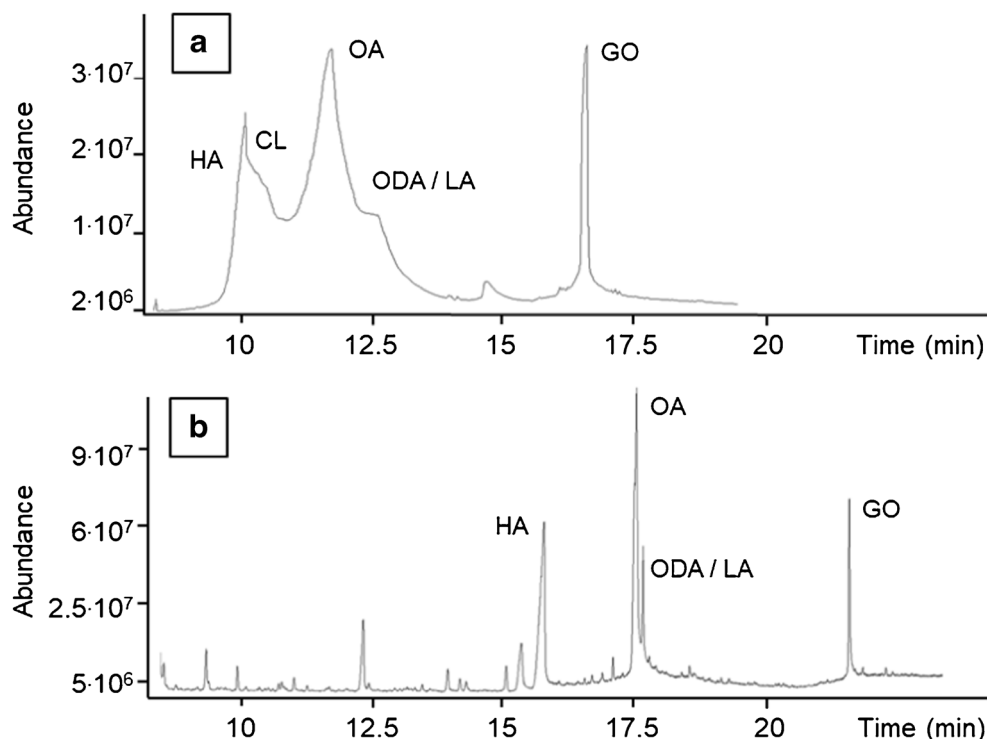 a
Abundance
3·10⁷
2·10⁷
1·10⁷
2·10⁶
HA
CL
OA
ODA / LA
GO
10 12.5 15 17.5 20 Time (min)
b
Abundance
9·10⁷
6·10⁷
2.5·10⁷
5·10⁶
HA
OA
ODA / LA
GO
10 12.5 15 17.5 20 Time (min)